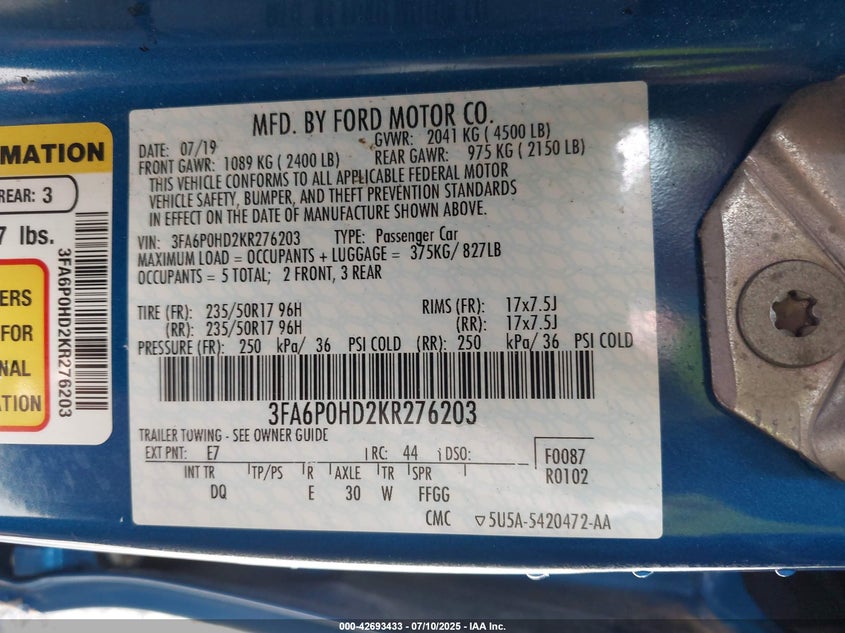 MFD. BY FORD MOTOR CO.
DATE: 07/19 GVWR: 2041 KG ( 4500 LB)
FRONT GAWR: 1089 KG ( 2400 LB) REAR GAWR: 975 KG ( 2150 LB)
THIS VEHICLE CONFORMS TO ALL APPLICABLE FEDERAL MOTOR
VEHICLE SAFETY, BUMPER, AND THEFT PREVENTION STANDARDS
IN EFFECT ON THE DATE OF MANUFACTURE SHOWN ABOVE.
VIN: 3FA6P0HD2KR276203 TYPE: Passenger Car
MAXIMUM LOAD = OCCUPANTS + LUGGAGE = 375KG/ 827LB
OCCUPANTS = 5 TOTAL; 2 FRONT, 3 REAR
TIRE (FR): 235/50R17 96H RIMS (FR): 17x7.5J
(RR): 235/50R17 96H (RR): 17x7.5J
PRESSURE (FR): 250 kPa/ 36 PSI COLD (RR): 250 kPa/ 36 PSI COLD
3FA6P0HD2KR276203
TRAILER TOWING - SEE OWNER GUIDE
EXT PNT: E7 RC: 44 DSO: F0087
INT TR TP/PS R AXLE TR SPR R0102
DQ E 30 W FFGG
CMC ▽5U5A-5420472-AA
MATION
REAR: 3
7 lbs.
3FA6P0HD2KR276203
ERS
FOR
NAL
ATION
000-42693433 - 07/10/2025 - IAA Inc.